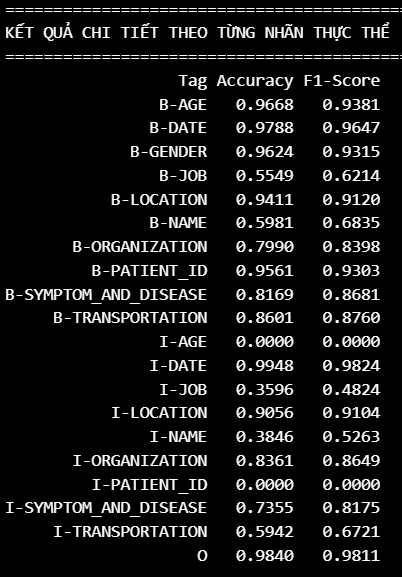 ==========================================
KẾT QUẢ CHI TIẾT THEO TỪNG NHÃN THỰC THỂ
==========================================
Tag Accuracy F1-Score
B-AGE 0.9668 0.9381
B-DATE 0.9788 0.9647
B-GENDER 0.9624 0.9315
B-JOB 0.5549 0.6214
B-LOCATION 0.9411 0.9120
B-NAME 0.5981 0.6835
B-ORGANIZATION 0.7990 0.8398
B-PATIENT_ID 0.9561 0.9303
B-SYMPTOM_AND_DISEASE 0.8169 0.8681
B-TRANSPORTATION 0.8601 0.8760
I-AGE 0.0000 0.0000
I-DATE 0.9948 0.9824
I-JOB 0.3596 0.4824
I-LOCATION 0.9056 0.9104
I-NAME 0.3846 0.5263
I-ORGANIZATION 0.8361 0.8649
I-PATIENT_ID 0.0000 0.0000
I-SYMPTOM_AND_DISEASE 0.7355 0.8175
I-TRANSPORTATION 0.5942 0.6721
O 0.9840 0.9811